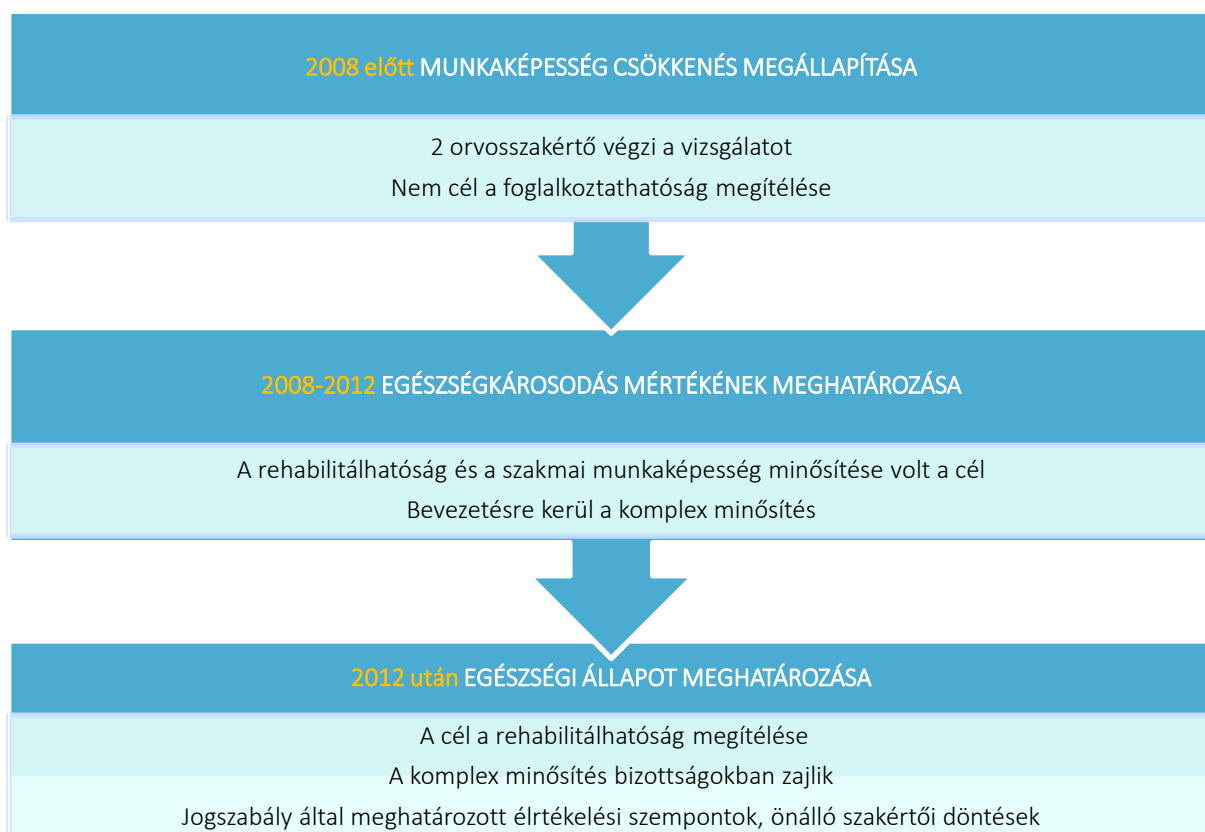 2008 előtt MUNKAKÉPESSÉG CSÖKKENÉS MEGÁLLAPÍTÁSA
2 orvosszakértő végzi a vizsgálatot
Nem cél a foglalkoztathatóság megítélése
2008-2012 EGÉSZSÉGKÁROSODÁS MÉRTÉKÉNEK MEGHATÁROZÁSA
A rehabilitálhatóság és a szakmai munkaképesség minősítése volt a cél
Bevezetésre kerül a komplex minősítés
2012 után EGÉSZSÉGI ÁLLAPOT MEGHATÁROZÁSA
A cél a rehabilitálhatóság megítélése
A komplex minősítés bizottságokban zajlik
Jogszabály által meghatározott élrtékelési szempontok, önálló szakértői döntések